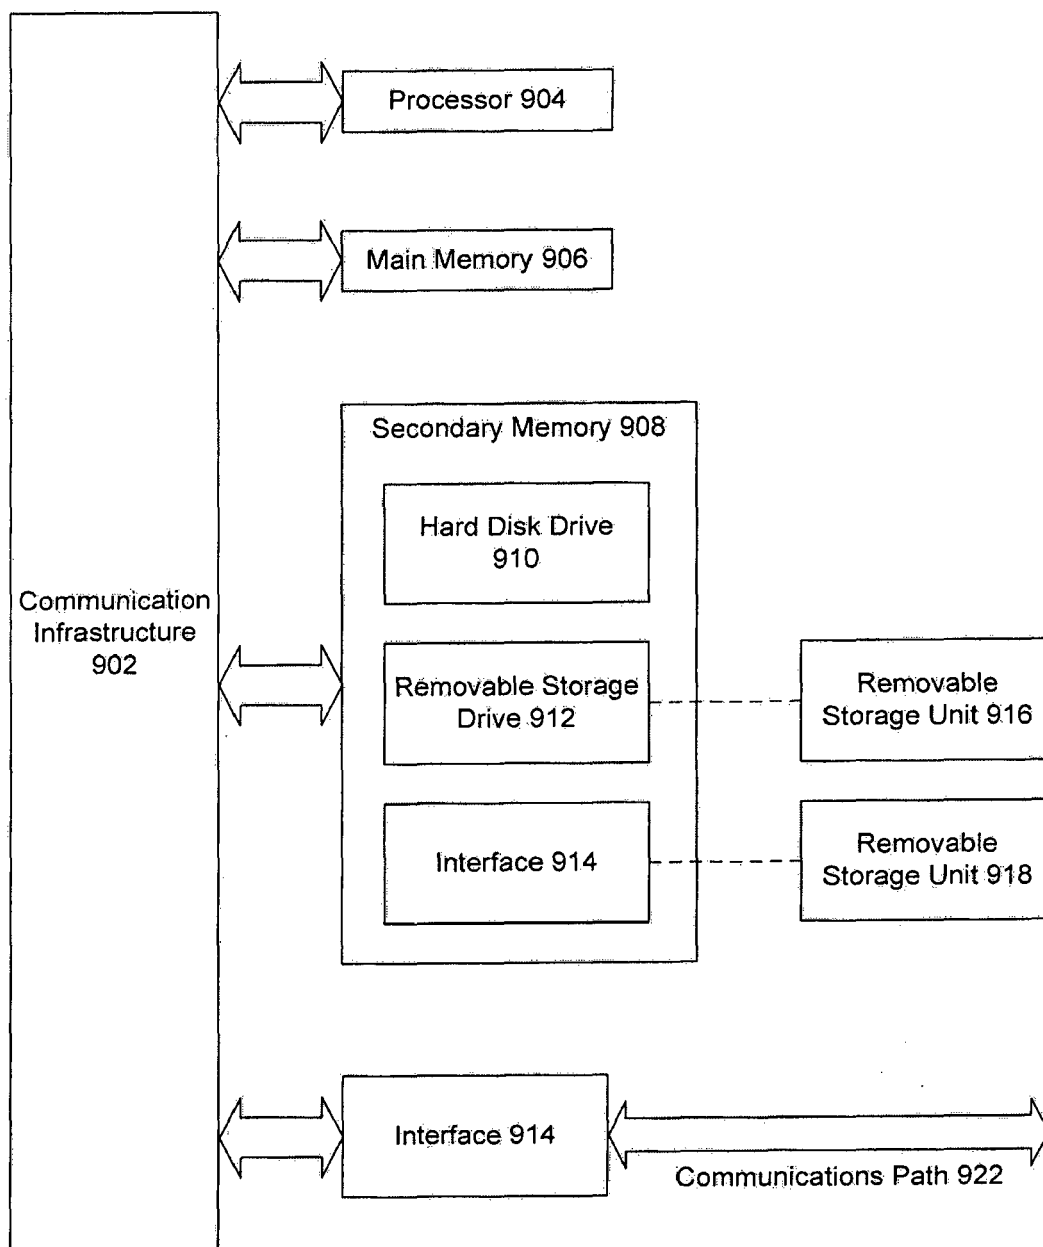 Processor 904
Main Memory 906
Secondary Memory 908
Hard Disk Drive
910
Communication
Infrastructure
902
Removable Storage
Drive 912
Removable
Storage Unit 916
Interface 914
Removable
Storage Unit 918
Interface 914
Communications Path 922